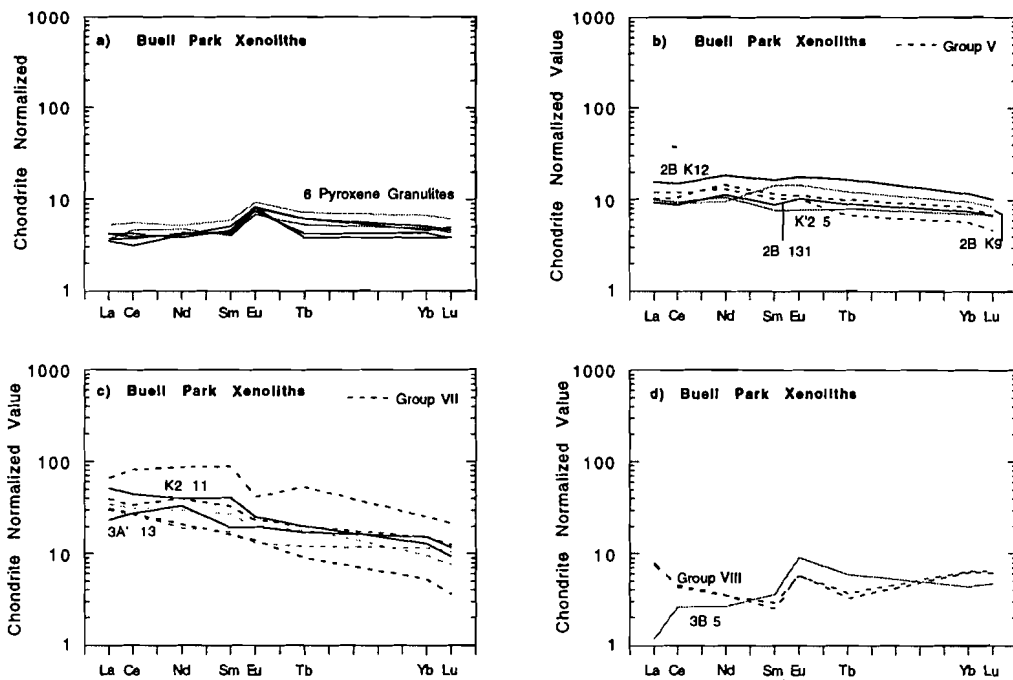 1000
a) Buell Park Xenoliths
100
10
1
Chondrite Normalized
6 Pyroxene Granulites
La Ce Nd Sm Eu Tb Yb Lu
1000
b) Buell Park Xenoliths
Group V
100
10
1
Chondrite Normalized Value
2B K12
K'2 5
2B 131
2B K9
La Ce Nd Sm Eu Tb Yb Lu
1000
c) Buell Park Xenoliths
Group VII
100
10
1
Chondrite Normalized Value
K2 11
3A' 13
La Ce Nd Sm Eu Tb Yb Lu
1000
d) Buell Park Xenoliths
100
10
1
Chondrite Normalized Value
Group VIII
3B 5
La Ce Nd Sm Eu Tb Yb Lu